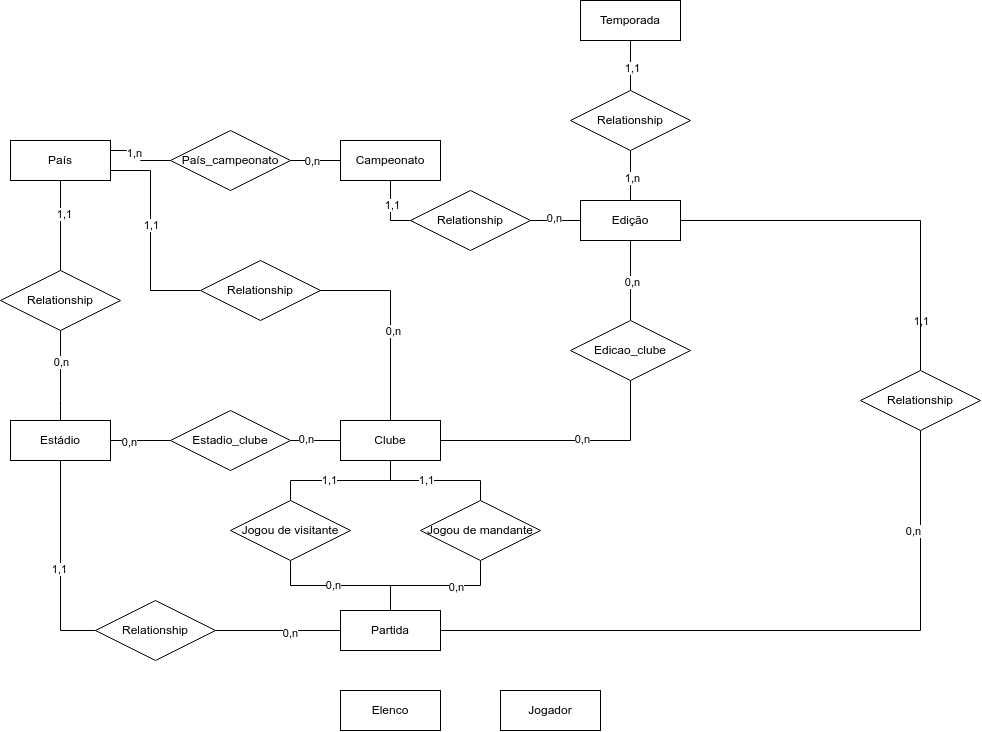 Temporada
1,1
Relationship
1,n
País
1,n
País_campeonato
0,n
Campeonato
1,1
Relationship
0,n
Edição
1,1
1,1
Relationship
Relationship
0,n
0,n
1,1
0,n
Edicao_clube
Relationship
Estádio
0,n
Estadio_clube
0,n
Clube
0,n
1,1
1,1
Jogou de visitante
Jogou de mandante
0,n
1,1
0,n
0,n
Relationship
0,n
Partida
Elenco
Jogador